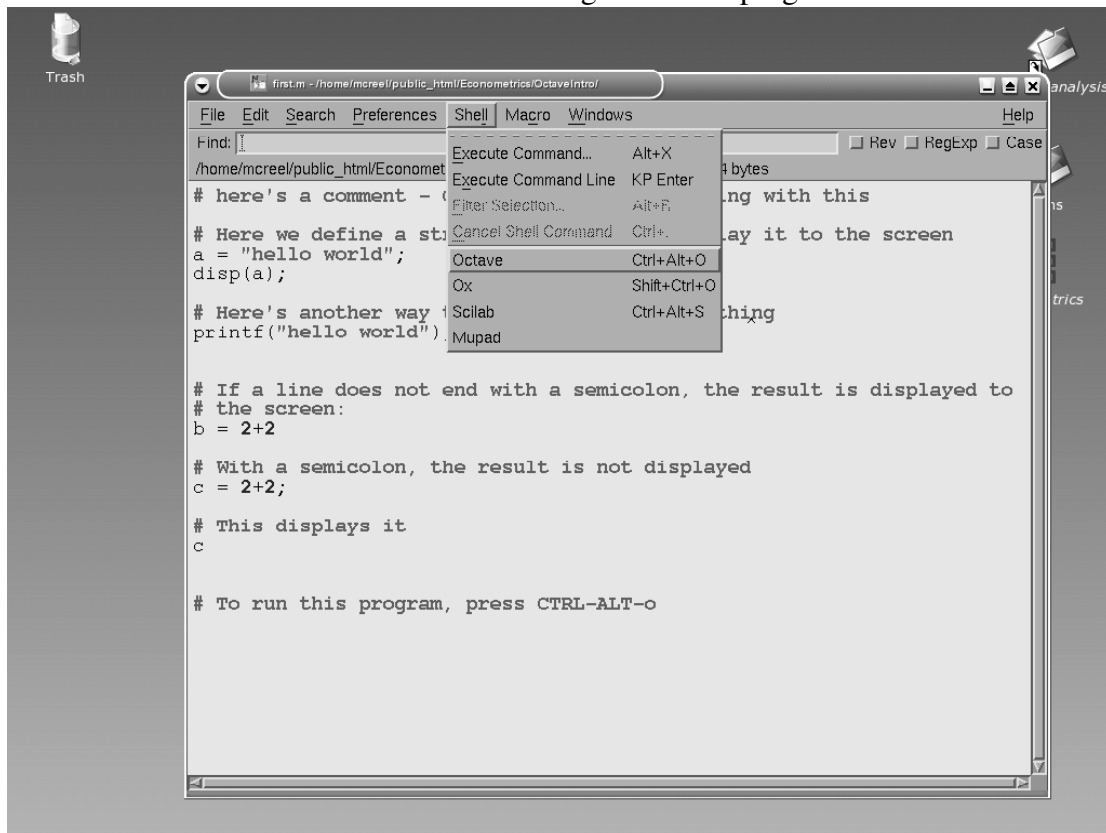 Trash
analysis
ns
trics
first.m - /home/mcreel/public_html/Econometrics/OctaveIntro/
File Edit Search Preferences Shell Macro Windows Help
Find: Rev RegExp Case
/home/mcreel/public_html/Economet 4 bytes
Execute Command... Alt+X
Execute Command Line KP Enter
Filter Selection... Alt+R
Cancel Shell Command Ctrl+.
Octave Ctrl+Alt+O
Ox Shift+Ctrl+O
Scilab Ctrl+Alt+S
Mupad
# here's a comment - ng with this
# Here we define a str lay it to the screen
a = "hello world";
disp(a);
# Here's another way t thing
printf("hello world")
# If a line does not end with a semicolon, the result is displayed to
# the screen:
b = 2+2
# With a semicolon, the result is not displayed
c = 2+2;
# This displays it
c
# To run this program, press CTRL-ALT-o